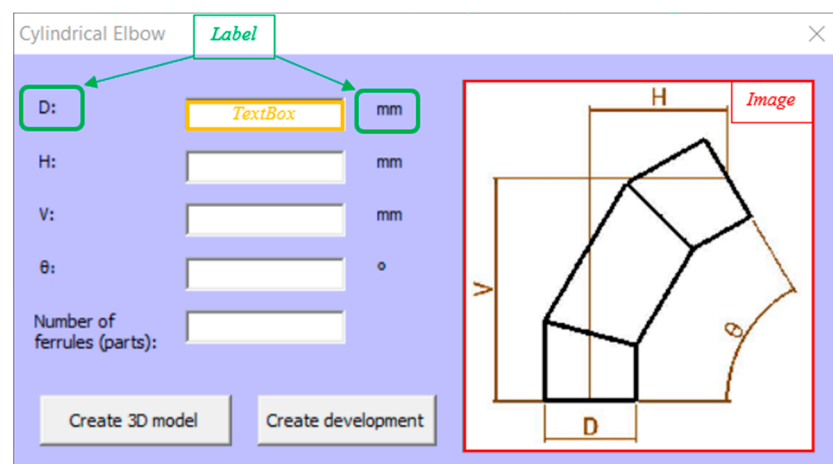 Cylindrical Elbow
Label
D:
TextBox
mm
H:
mm
V:
mm
θ:
°
Number of
ferrules (parts):
Create 3D model
Create development
Image
H
V
θ
D